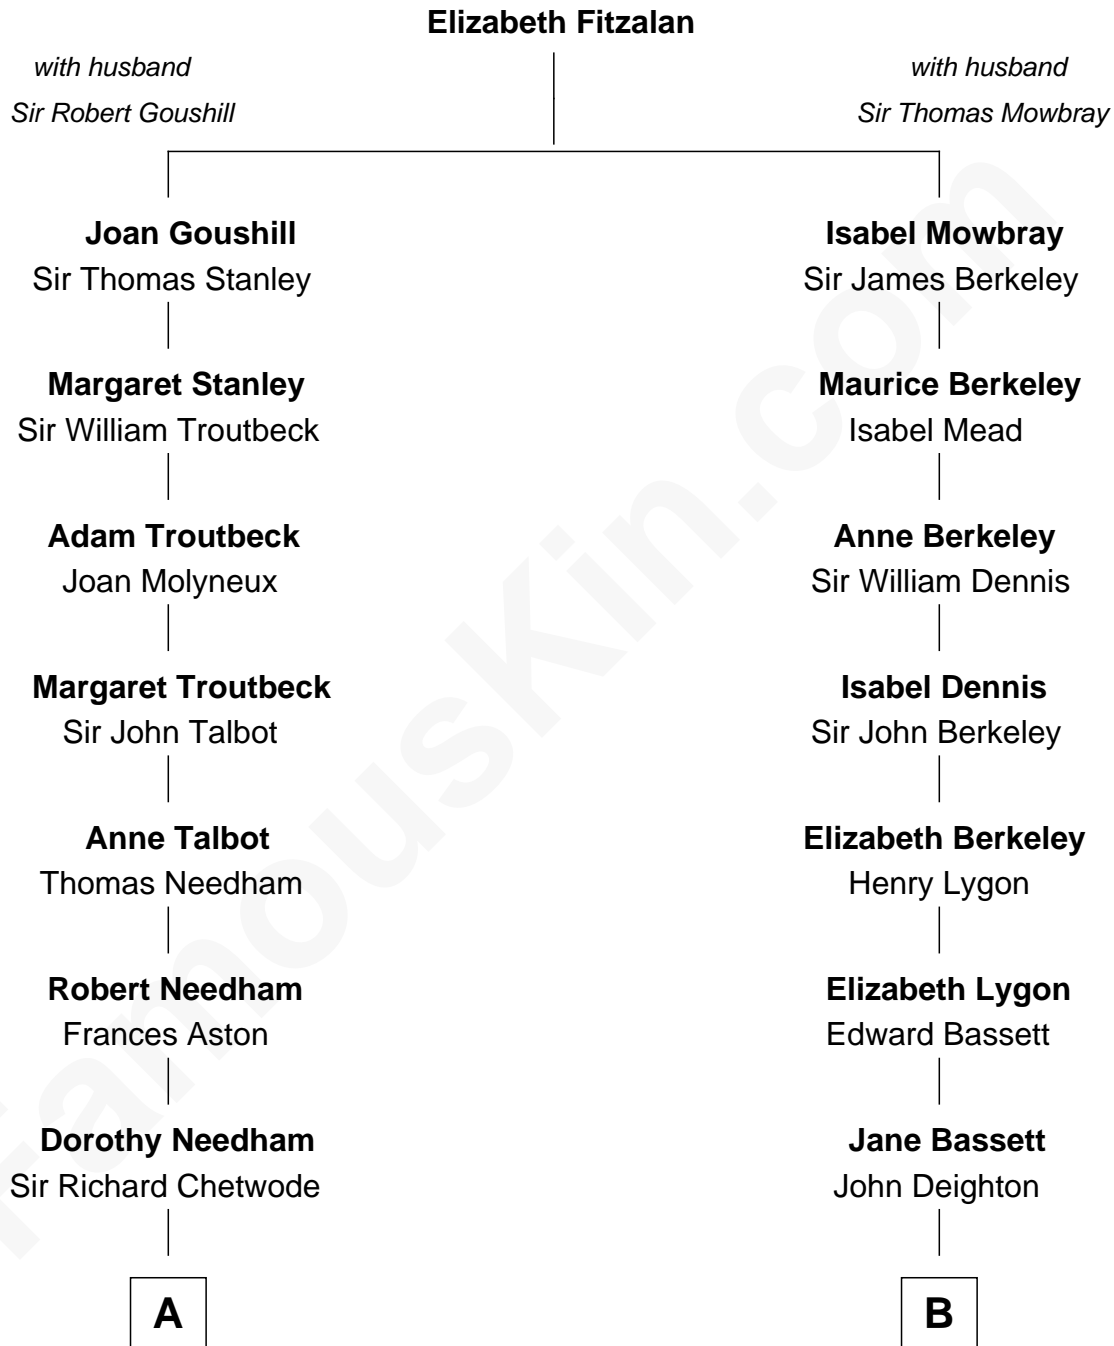 Elizabeth Fitzalan
with husband
Sir Robert Goushill
with husband
Sir Thomas Mowbray
Joan Goushill
Sir Thomas Stanley
Margaret Stanley
Sir William Troutbeck
Adam Troutbeck
Joan Molyneux
Margaret Troutbeck
Sir John Talbot
Anne Talbot
Thomas Needham
Robert Needham
Frances Aston
Dorothy Needham
Sir Richard Chetwode
A
Isabel Mowbray
Sir James Berkeley
Maurice Berkeley
Isabel Mead
Anne Berkeley
Sir William Dennis
Isabel Dennis
Sir John Berkeley
Elizabeth Berkeley
Henry Lygon
Elizabeth Lygon
Edward Bassett
Jane Bassett
John Deighton
B
FamousKin.com